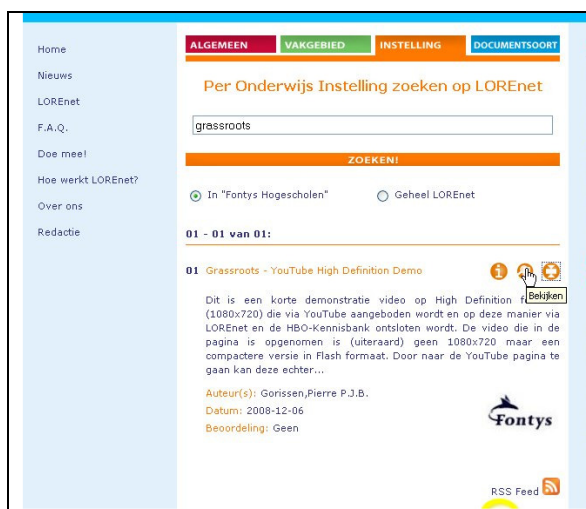 Home
Nieuws
LOREnet
F.A.Q.
Doe mee!
Hoe werkt LOREnet?
Over ons
Redactie
ALGEMEEN VAKGEBIED INSTELLING DOCUMENTSOORT
Per Onderwijs Instelling zoeken op LOREnet
grassroots
ZOEKEN!
In "Fontys Hogescholen" Geheel LOREnet
01 - 01 van 01:
01 Grassroots - YouTube High Definition Demo
Bekijken
Dit is een korte demonstratie video op High Definition
(1080x720) die via YouTube aangeboden wordt en op deze manier via
LOREnet en de HBO-Kennisbank ontsloten wordt. De video die in de
pagina is opgenomen is (uiteraard) geen 1080x720 maar een
compactere versie in Flash formaat. Door naar de YouTube pagina te
gaan kan deze echter...
Auteur(s): Gorissen,Pierre P.J.B.
Datum: 2008-12-06
Beoordeling: Geen
Fontys
RSS Feed